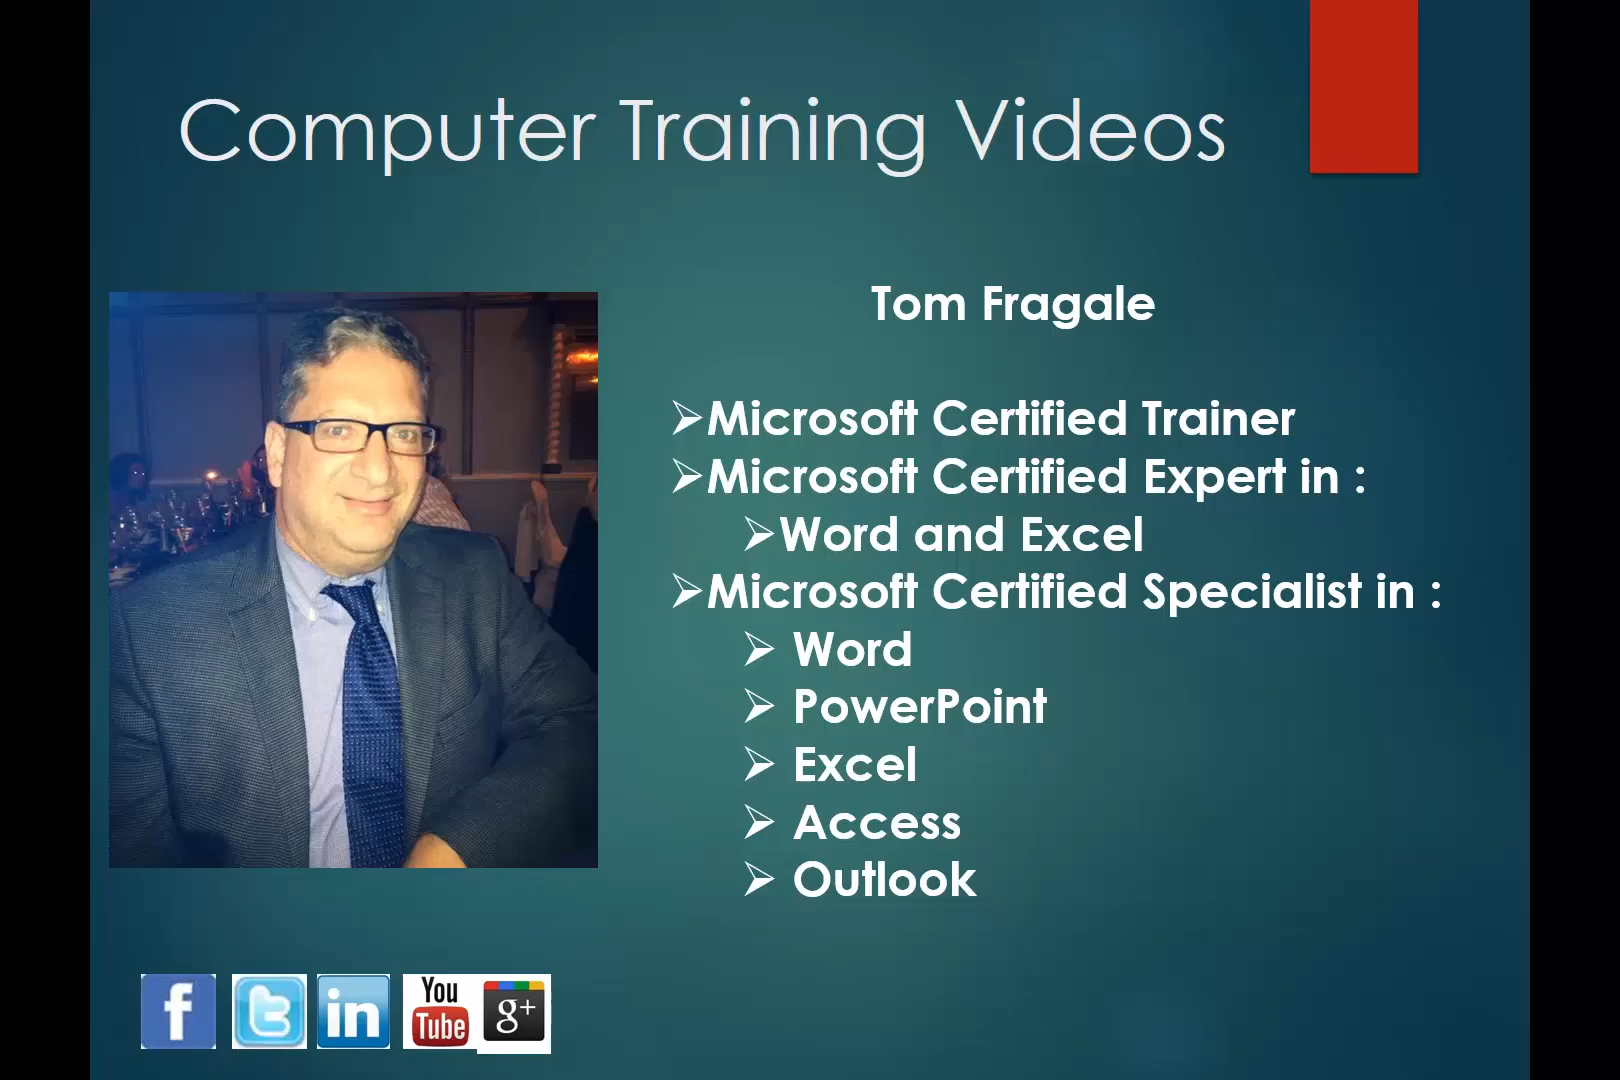 Computer Training Videos
Tom Fragale
➢Microsoft Certified Trainer
➢Microsoft Certified Expert in :
➢Word and Excel
➢Microsoft Certified Specialist in :
➢ Word
➢ PowerPoint
➢ Excel
➢ Access
➢ Outlook
f
t
in
You
Tube
g+